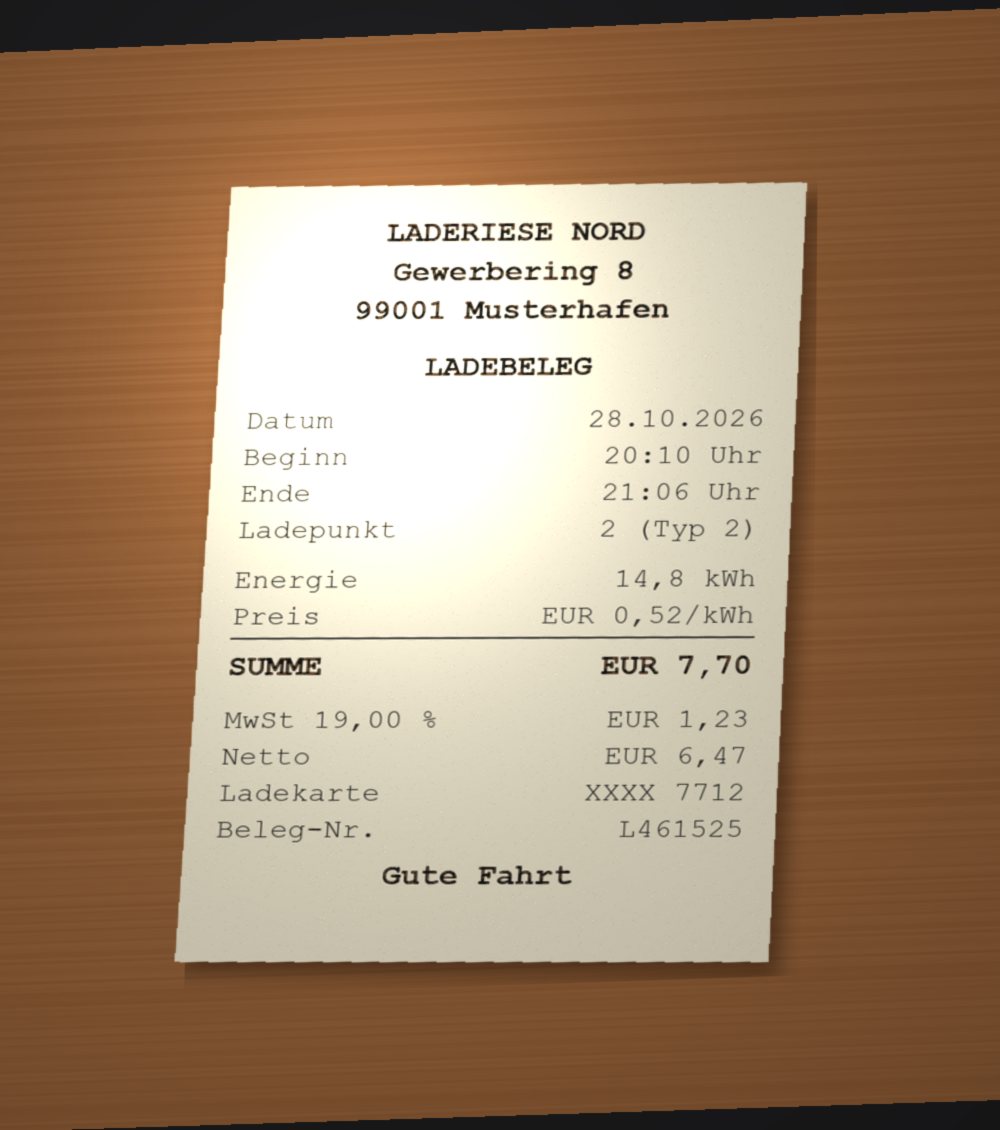 LADERIESE NORD
Gewerbering 8
99001 Musterhafen
LADEBELEG
Datum 28.10.2026
Beginn 20:10 Uhr
Ende 21:06 Uhr
Ladepunkt 2 (Typ 2)
Energie 14,8 kWh
Preis EUR 0,52/kWh
SUMME EUR 7,70
MwSt 19,00 % EUR 1,23
Netto EUR 6,47
Ladekarte XXXX 7712
Beleg-Nr. L461525
Gute Fahrt